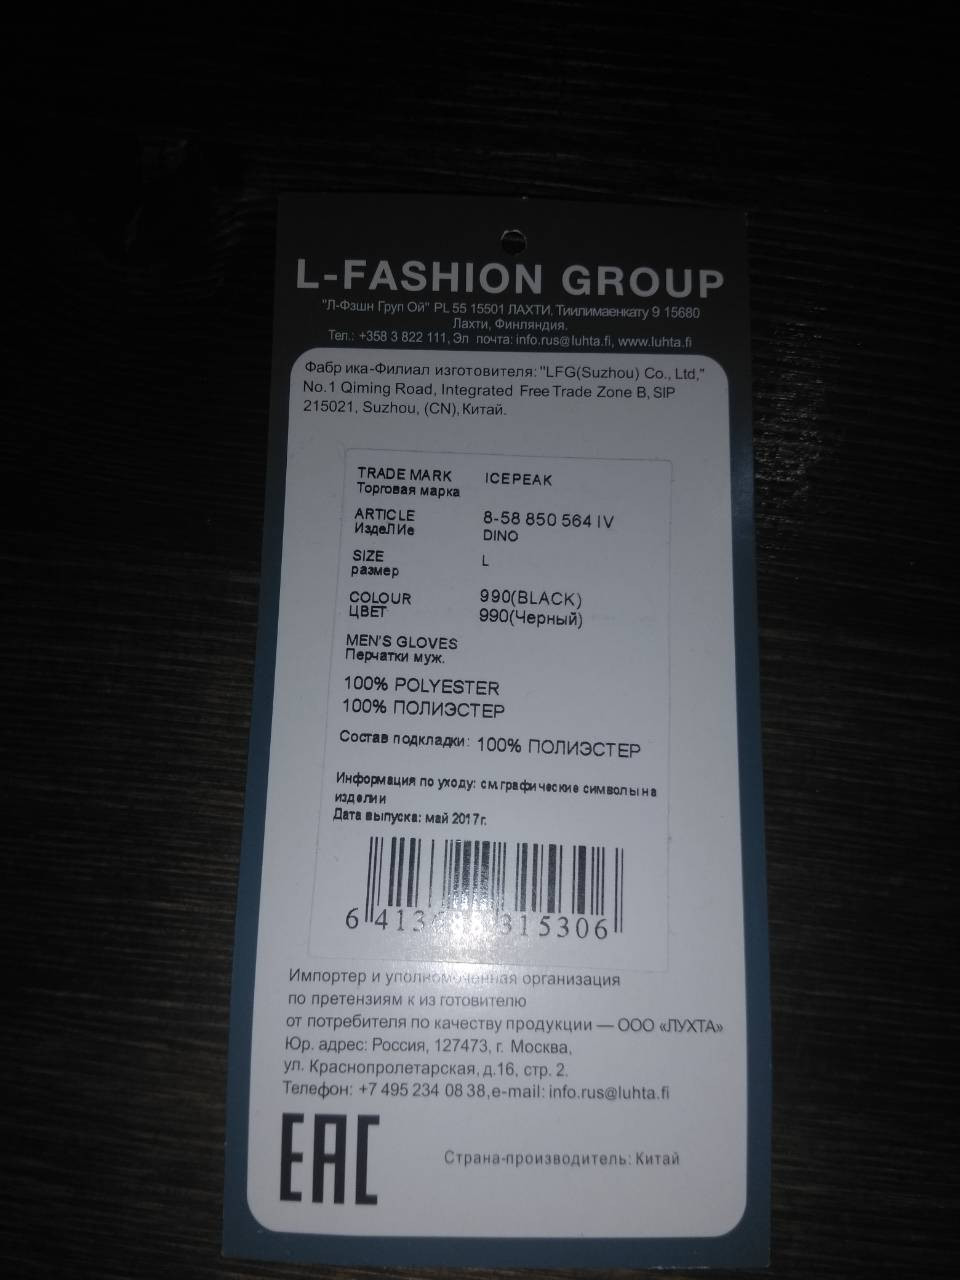 L-FASHION GROUP
"Л-Фэшн Груп Ой" PL 55 15501 ЛАХТИ, Тиилимаенкату 9 15680
Лахти, Финляндия.
Тел.: +358 3 822 111, Эл почта: info.rus@luhta.fi, www.luhta.fi
Фабр ика-Филиал изготовителя: "LFG(Suzhou) Co., Ltd,"
No.1 Qiming Road, Integrated Free Trade Zone B, SIP
215021, Suzhou, (CN), Китай.
TRADE MARK ICEPEAK
Торговая марка
ARTICLE 8-58 850 564 IV
ИздеЛИе DINO
SIZE L
размер
COLOUR 990(BLACK)
ЦВЕТ 990(Черный)
MEN'S GLOVES
Перчатки муж.
100% POLYESTER
100% ПОЛИЭСТЕР
Состав подкладки: 100% ПОЛИЭСТЕР
Информация по уходу: см.графические символы на
изделии
Дата выпуска: май 2017г.
6 315306
Импортер и уполномоченная организация
по претензиям к из готовителю
от потребителя по качеству продукции — ООО «ЛУХТА»
Юр. адрес: Россия, 127473, г. Москва,
ул. Краснопролетарская, д.16, стр. 2.
Телефон: +7 495 234 08 38, e-mail: info.rus@luhta.fi
EAC
Страна-производитель: Китай